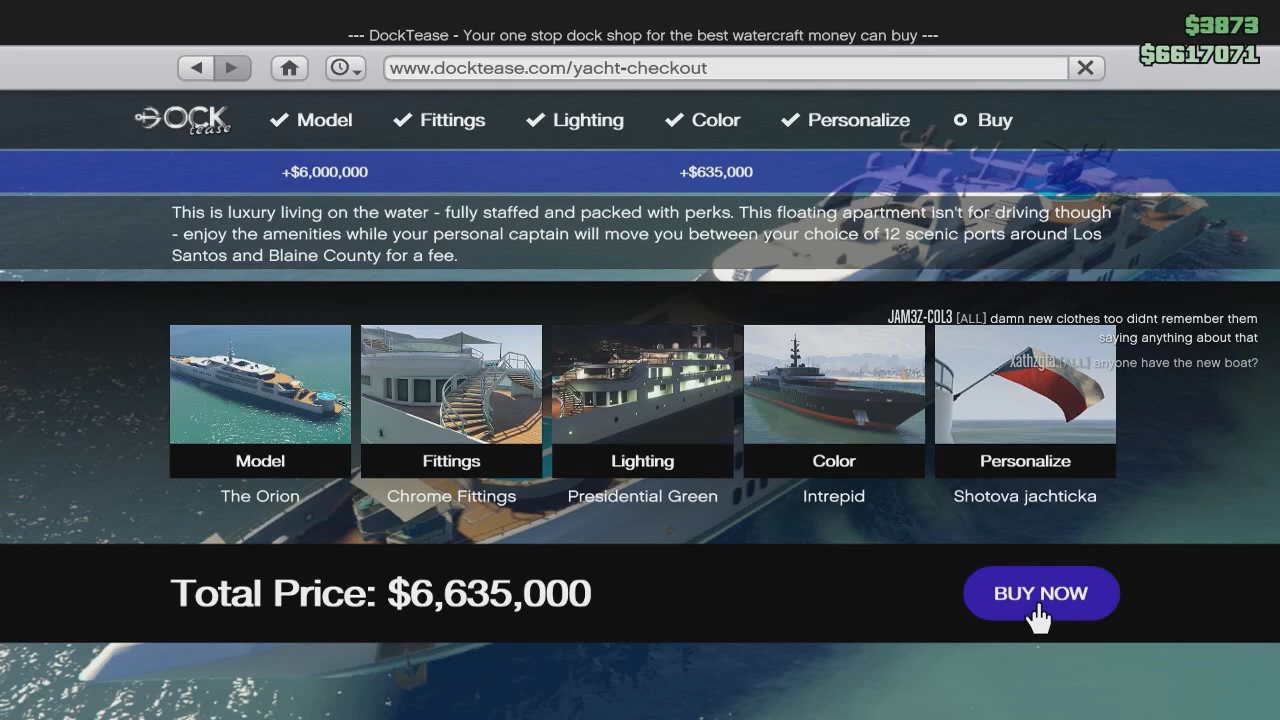 --- DockTease - Your one stop dock shop for the best watercraft money can buy ---
$3873
$6617071
www.docktease.com/yacht-checkout
DOCK
tease
Model
Fittings
Lighting
Color
Personalize
Buy
+$6,000,000
+$635,000
This is luxury living on the water - fully staffed and packed with perks. This floating apartment isn't for driving though
- enjoy the amenities while your personal captain will move you between your choice of 12 scenic ports around Los
Santos and Blaine County for a fee.
JAM3Z-COL3 [ALL] damn new clothes too didnt remember them
saying anything about that
xathzgta [ALL] anyone have the new boat?
Model
Fittings
Lighting
Color
Personalize
The Orion
Chrome Fittings
Presidential Green
Intrepid
Shotova jachticka
Total Price: $6,635,000
BUY NOW